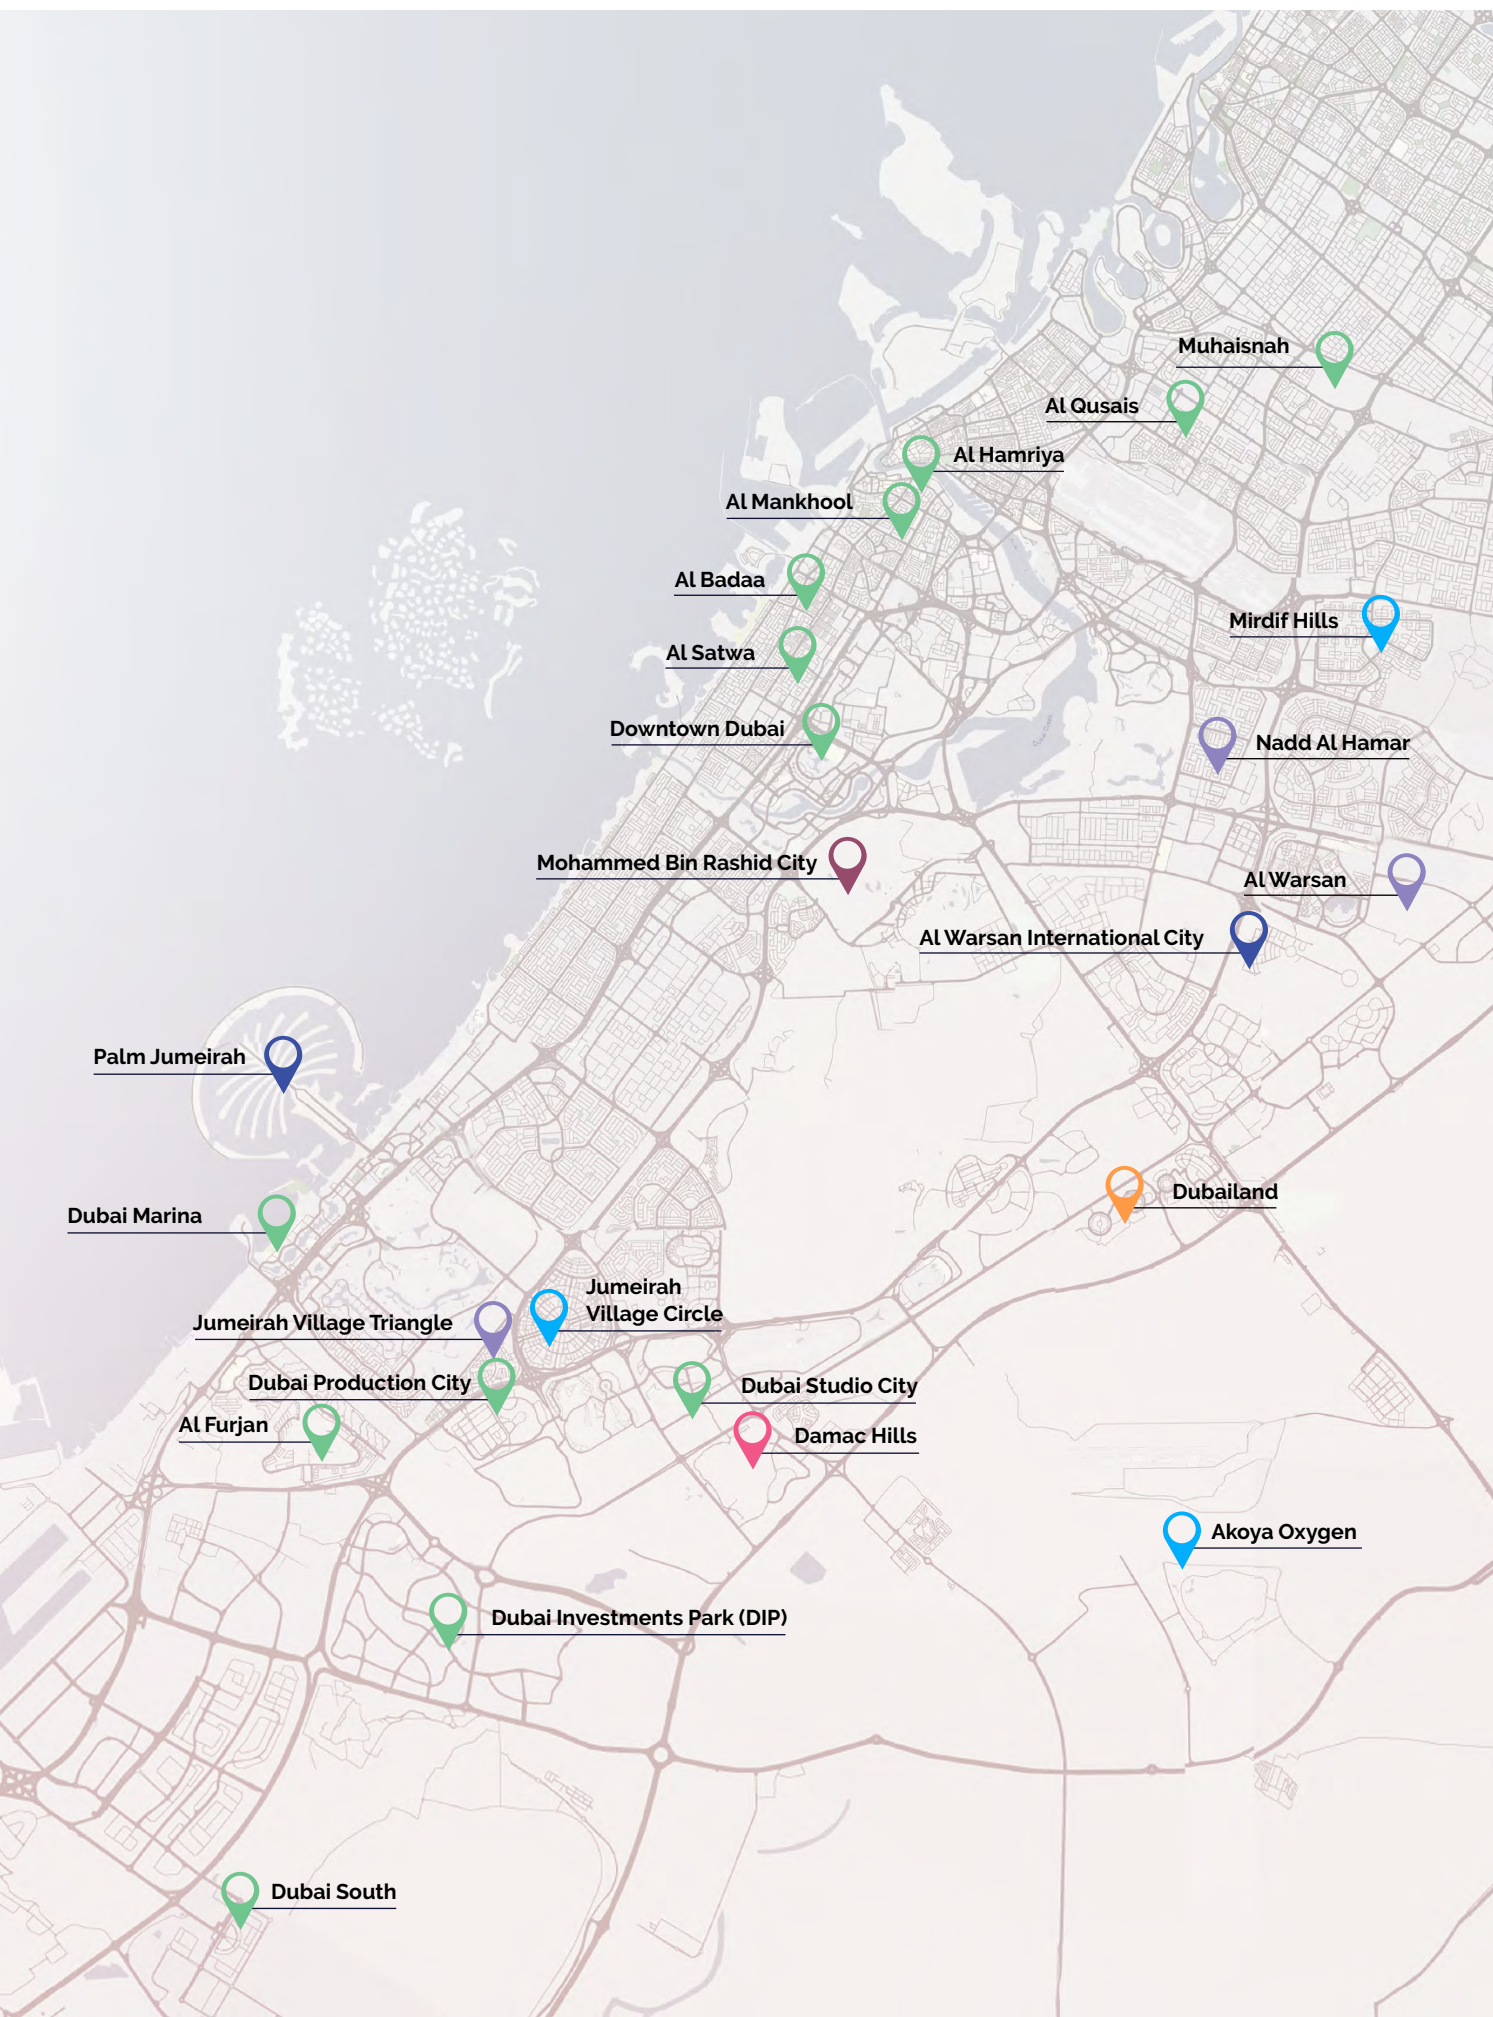 Muhaisnah
Al Qusais
Al Hamriya
Al Mankhool
Al Badaa
Mirdif Hills
Al Satwa
Downtown Dubai
Nadd Al Hamar
Mohammed Bin Rashid City
Al Warsan
Al Warsan International City
Palm Jumeirah
Dubailand
Dubai Marina
Jumeirah
Village Circle
Jumeirah Village Triangle
Dubai Production City
Dubai Studio City
Al Furjan
Damac Hills
Akoya Oxygen
Dubai Investments Park (DIP)
Dubai South